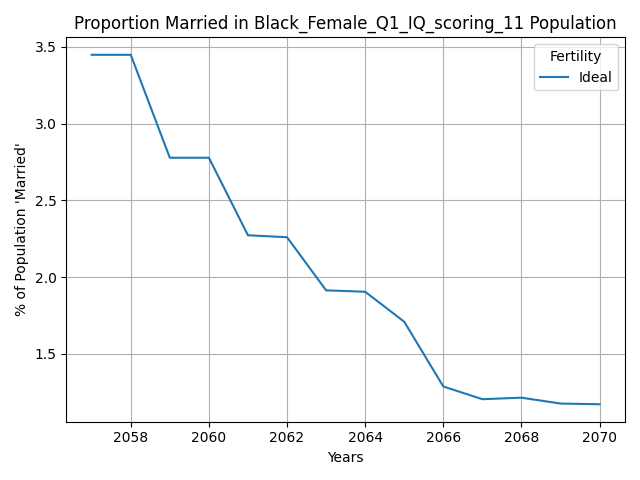 Proportion Married in Black_Female_Q1_IQ_scoring_11 Population
Fertility
Ideal
% of Population 'Married'
3.5
3.0
2.5
2.0
1.5
2058 2060 2062 2064 2066 2068 2070
Years